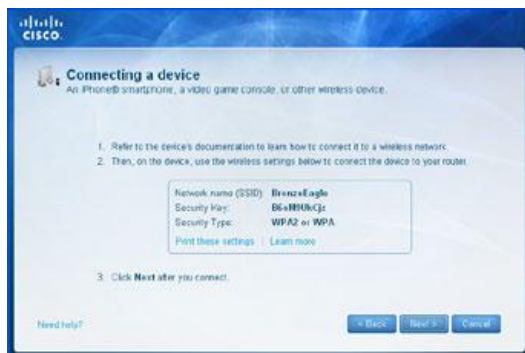 CISCO.
Connecting a device
An iPhone® smartphone, a video game console, or other wireless device.
1. Refer to the device's documentation to learn how to connect it to a wireless network.
2. Then, on the device, use the wireless settings below to connect the device to your router.
Network name (SSID): BronzeEagle
Security Key:
Security Type: WPA2 or WPA
Print these settings | Learn more
3. Click Next after you connect.
Need help?
< Back Next > Cancel